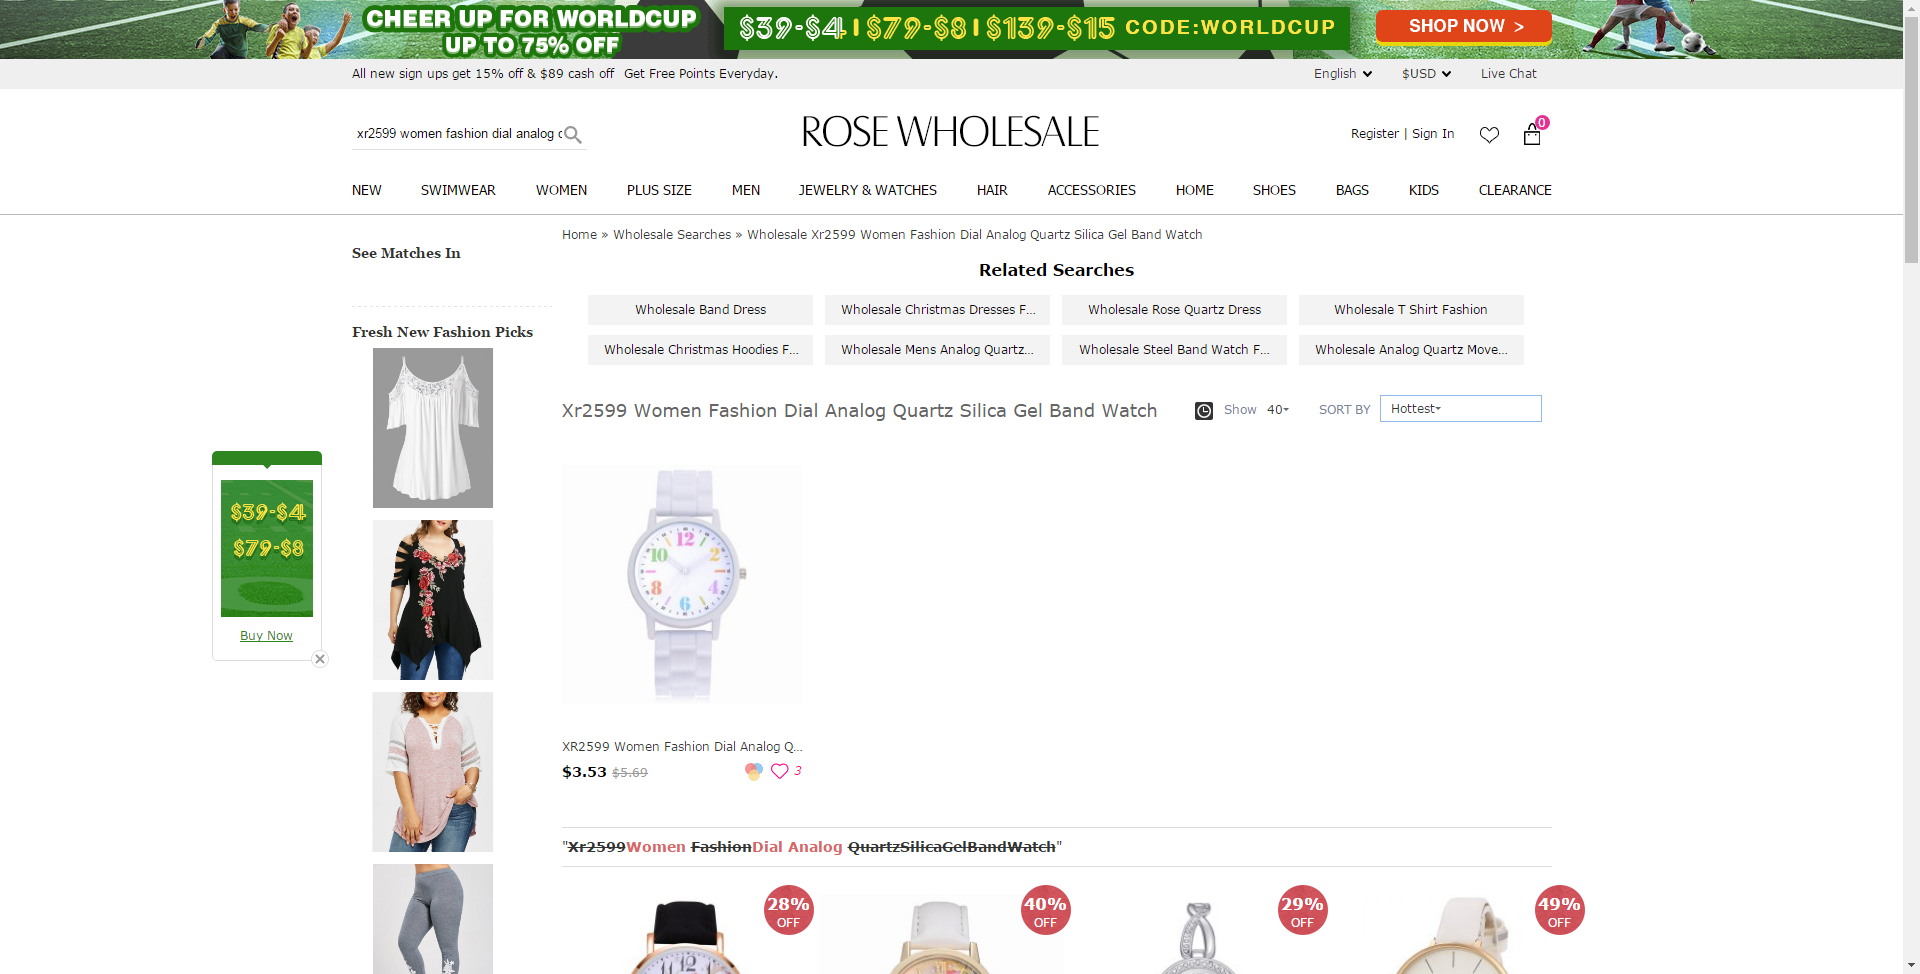 CHEER UP FOR WORLDCUP
UP TO 75% OFF
$39-$4 | $79-$8 | $139-$15 CODE:WORLDCUP
SHOP NOW >
All new sign ups get 15% off & $89 cash off Get Free Points Everyday.
English $USD Live Chat
xr2599 women fashion dial analog
ROSE WHOLESALE
Register | Sign In
0
NEW SWIMWEAR WOMEN PLUS SIZE MEN JEWELRY & WATCHES HAIR ACCESSORIES HOME SHOES BAGS KIDS CLEARANCE
Home » Wholesale Searches » Wholesale Xr2599 Women Fashion Dial Analog Quartz Silica Gel Band Watch
See Matches In
Related Searches
Wholesale Band Dress
Wholesale Christmas Dresses F...
Wholesale Rose Quartz Dress
Wholesale T Shirt Fashion
Wholesale Christmas Hoodies F...
Wholesale Mens Analog Quartz...
Wholesale Steel Band Watch F...
Wholesale Analog Quartz Move...
Fresh New Fashion Picks
Xr2599 Women Fashion Dial Analog Quartz Silica Gel Band Watch
Show 40
SORT BY Hottest
$39-$4
$79-$8
Buy Now
12
2
4
6
8
10
XR2599 Women Fashion Dial Analog Q...
$3.53 $5.69
3
"Xr2599Women FashionDial Analog QuartzSilicaGelBandWatch"
28% OFF
40% OFF
29% OFF
49% OFF